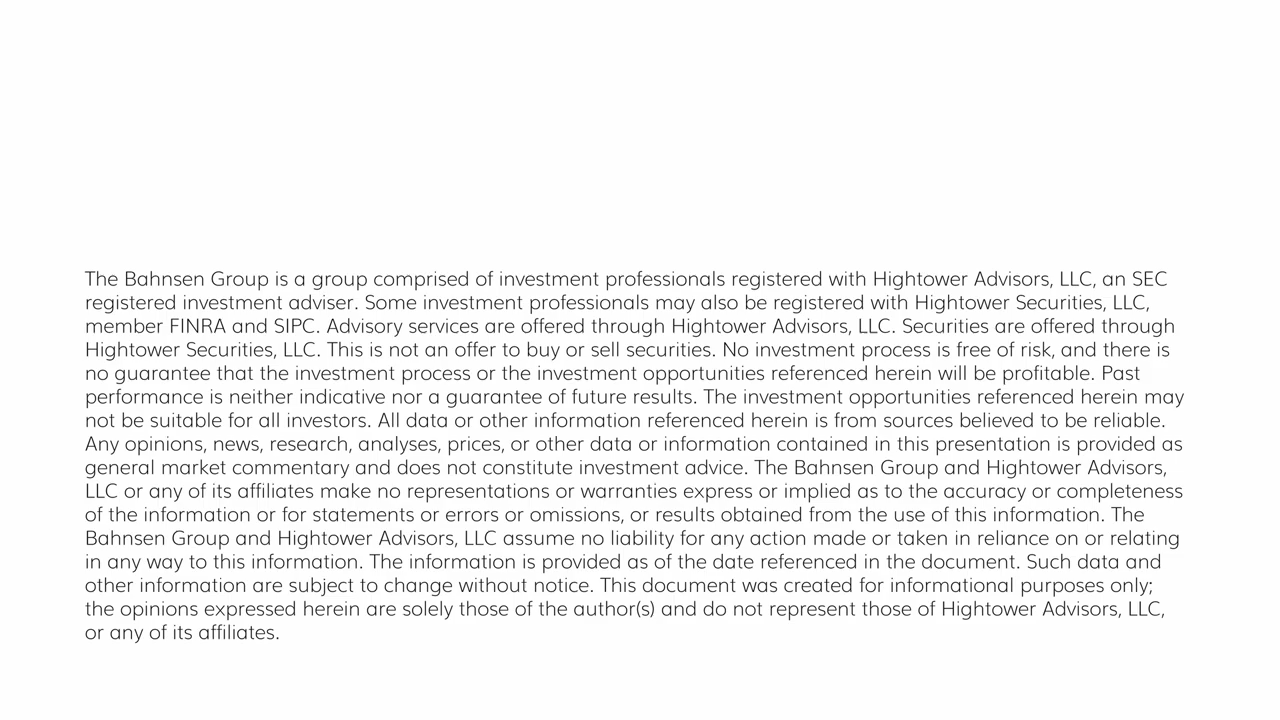 The Bahnsen Group is a group comprised of investment professionals registered with Hightower Advisors, LLC, an SEC
registered investment adviser. Some investment professionals may also be registered with Hightower Securities, LLC,
member FINRA and SIPC. Advisory services are offered through Hightower Advisors, LLC. Securities are offered through
Hightower Securities, LLC. This is not an offer to buy or sell securities. No investment process is free of risk, and there is
no guarantee that the investment process or the investment opportunities referenced herein will be profitable. Past
performance is neither indicative nor a guarantee of future results. The investment opportunities referenced herein may
not be suitable for all investors. All data or other information referenced herein is from sources believed to be reliable.
Any opinions, news, research, analyses, prices, or other data or information contained in this presentation is provided as
general market commentary and does not constitute investment advice. The Bahnsen Group and Hightower Advisors,
LLC or any of its affiliates make no representations or warranties express or implied as to the accuracy or completeness
of the information or for statements or errors or omissions, or results obtained from the use of this information. The
Bahnsen Group and Hightower Advisors, LLC assume no liability for any action made or taken in reliance on or relating
in any way to this information. The information is provided as of the date referenced in the document. Such data and
other information are subject to change without notice. This document was created for informational purposes only;
the opinions expressed herein are solely those of the author(s) and do not represent those of Hightower Advisors, LLC,
or any of its affiliates.